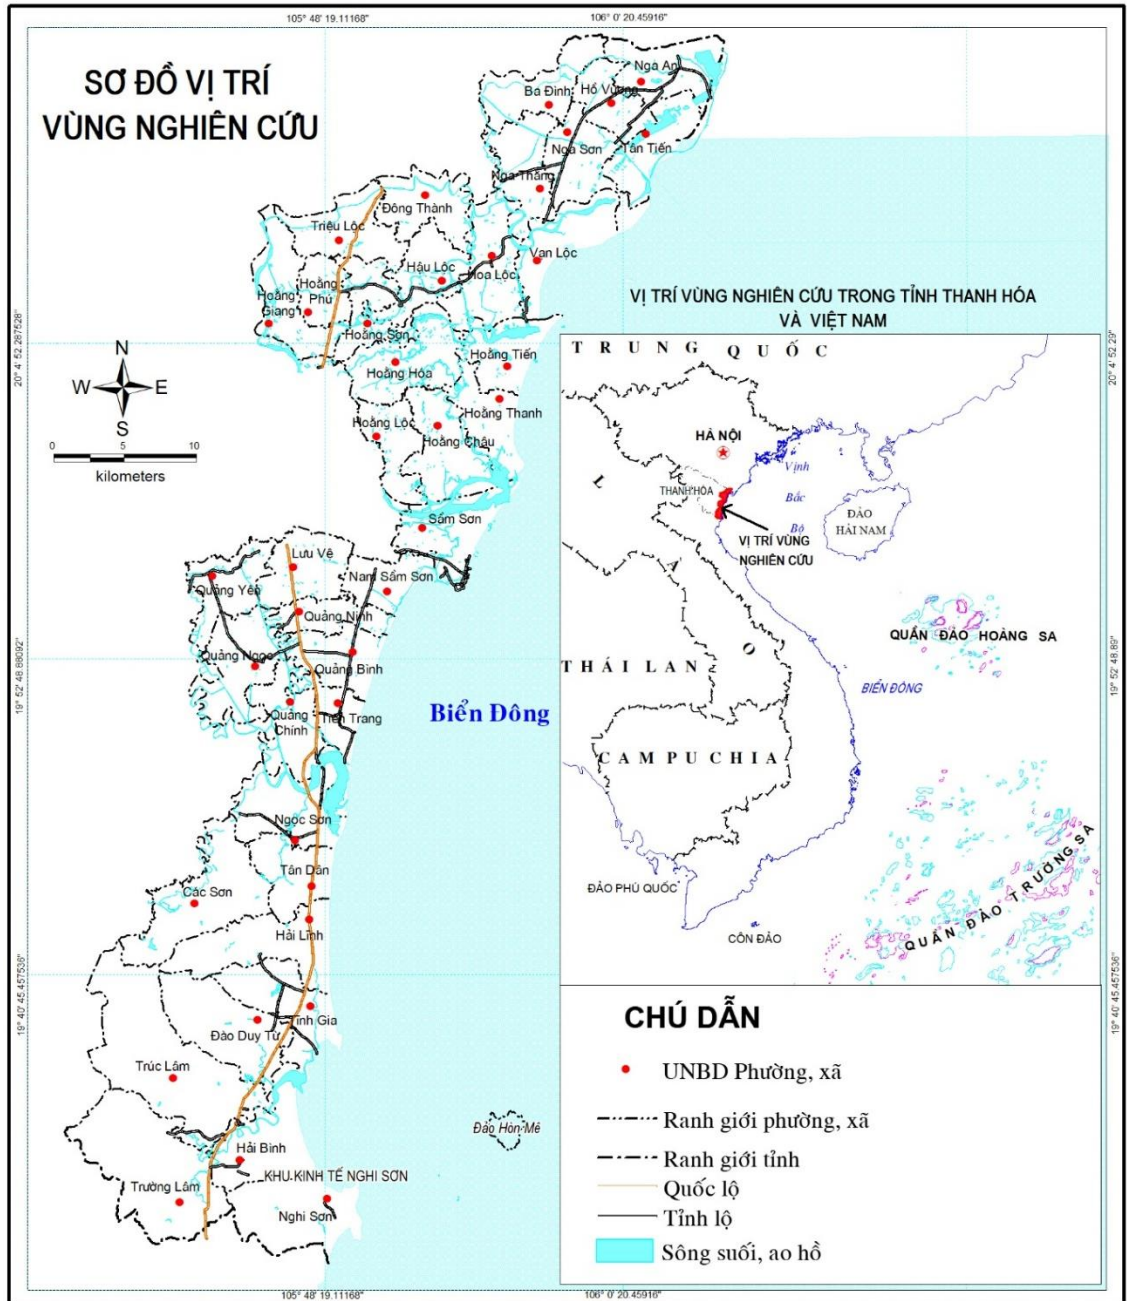 105° 48' 19.11168"
106° 0' 20.45916"
SƠ ĐỒ VỊ TRÍ
VÙNG NGHIÊN CỨU
Nga An
Ba Đình
Hồ Vương
Nga Sơn
Tân Tiến
Nga Thắng
Đông Thành
Triệu Lộc
Vạn Lộc
Hậu Lộc
Hoa Lộc
Hoằng
Phú
Hoằng
Giang
Hoằng Sơn
Hoằng Tiến
Hoằng Hóa
Hoằng Thanh
Hoằng Lộc
Hoằng Châu
20° 4' 52.287528"
20° 4' 52.29"
N
W
E
S
0
5
10
kilometers
Sầm Sơn
Lưu Vệ
Nam Sầm Sơn
Quảng Yên
Quảng Ninh
Quảng Ngọc
Quảng Bình
Quảng
Chính
Tiên Trang
19° 52' 48.88092"
19° 52' 48.89"
Biển Đông
Ngọc Sơn
Tân Dân
Các Sơn
Hải Lĩnh
19° 40' 45.457536"
19° 40' 45.457536"
Tĩnh Gia
Đào Duy Từ
Trúc Lâm
Đảo Hòn Mê
Hải Bình
KHU KINH TẾ NGHI SƠN
Trường Lâm
Nghi Sơn
VỊ TRÍ VÙNG NGHIÊN CỨU TRONG TỈNH THANH HÓA
VÀ VIỆT NAM
TRUNG QUỐC
HÀ NỘI
Vịnh
Bắc
Bộ
THANH HÓA
ĐẢO
HẢI NAM
VỊ TRÍ VÙNG
NGHIÊN CỨU
LAO
QUẦN ĐẢO HOÀNG SA
THÁI LAN
BIỂN ĐÔNG
CAMPUCHIA
ĐẢO PHÚ QUỐC
CÔN ĐẢO
QUẦN ĐẢO TRƯỜNG SA
CHÚ DẪN
UNBD Phường, xã
Ranh giới phường, xã
Ranh giới tỉnh
Quốc lộ
Tỉnh lộ
Sông suối, ao hồ
105° 48' 19.11168"
106° 0' 20.45916"